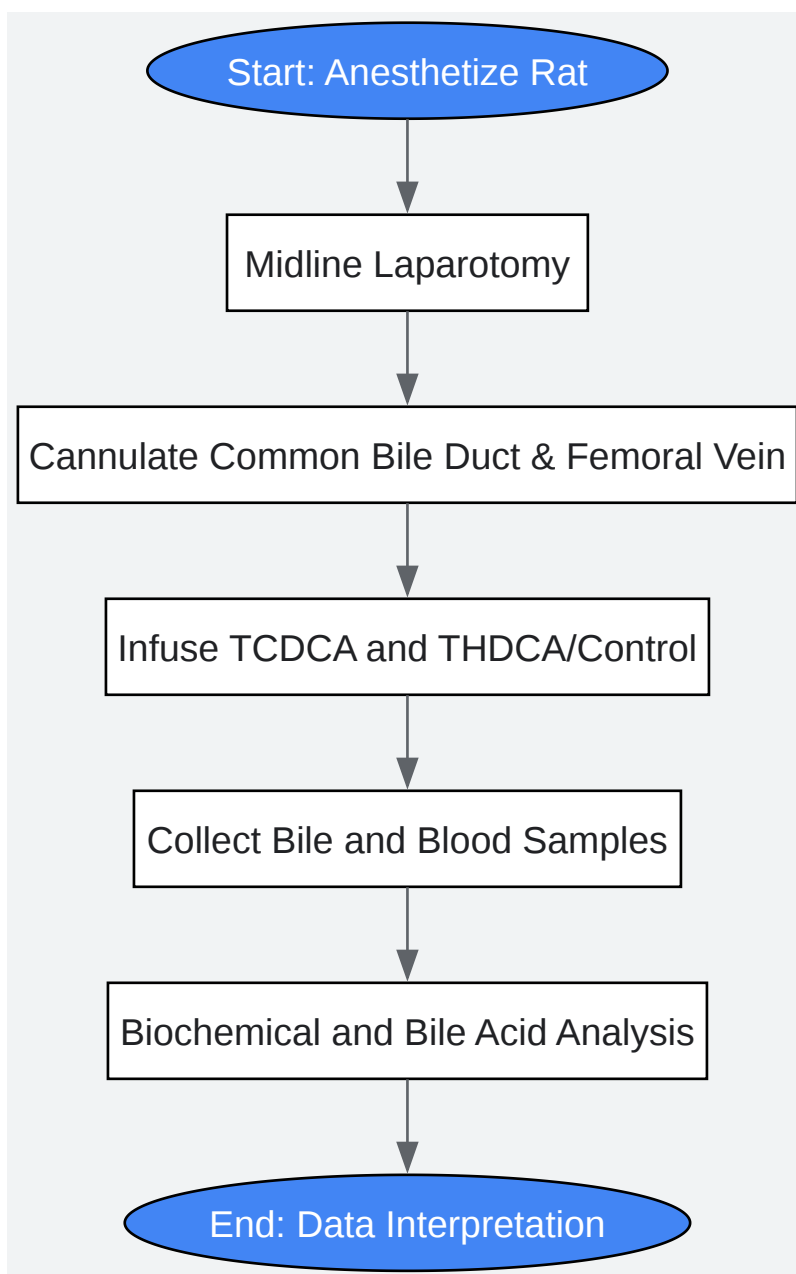 Start: Anesthetize Rat
Midline Laparotomy
Cannulate Common Bile Duct & Femoral Vein
Infuse TCDCA and THDCA/Control
Collect Bile and Blood Samples
Biochemical and Bile Acid Analysis
End: Data Interpretation